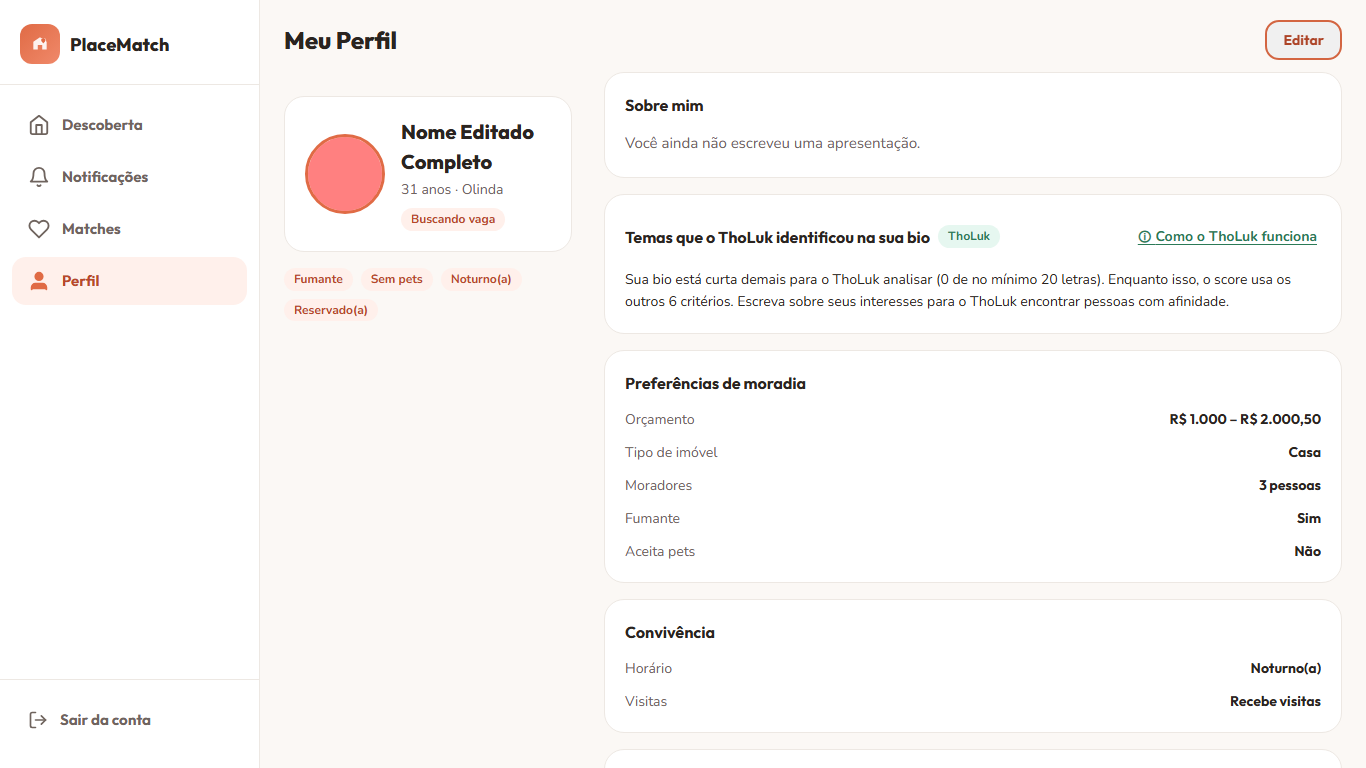 PlaceMatch
Descoberta
Notificações
Matches
Perfil
Sair da conta
Meu Perfil
Editar
Nome Editado
Completo
31 anos · Olinda
Buscando vaga
Fumante
Sem pets
Noturno(a)
Reservado(a)
Sobre mim
Você ainda não escreveu uma apresentação.
Temas que o ThoLuk identificou na sua bio
ThoLuk
Como o ThoLuk funciona
Sua bio está curta demais para o ThoLuk analisar (0 de no mínimo 20 letras). Enquanto isso, o score usa os
outros 6 critérios. Escreva sobre seus interesses para o ThoLuk encontrar pessoas com afinidade.
Preferências de moradia
Orçamento R$ 1.000 – R$ 2.000,50
Tipo de imóvel Casa
Moradores 3 pessoas
Fumante Sim
Aceita pets Não
Convivência
Horário Noturno(a)
Visitas Recebe visitas